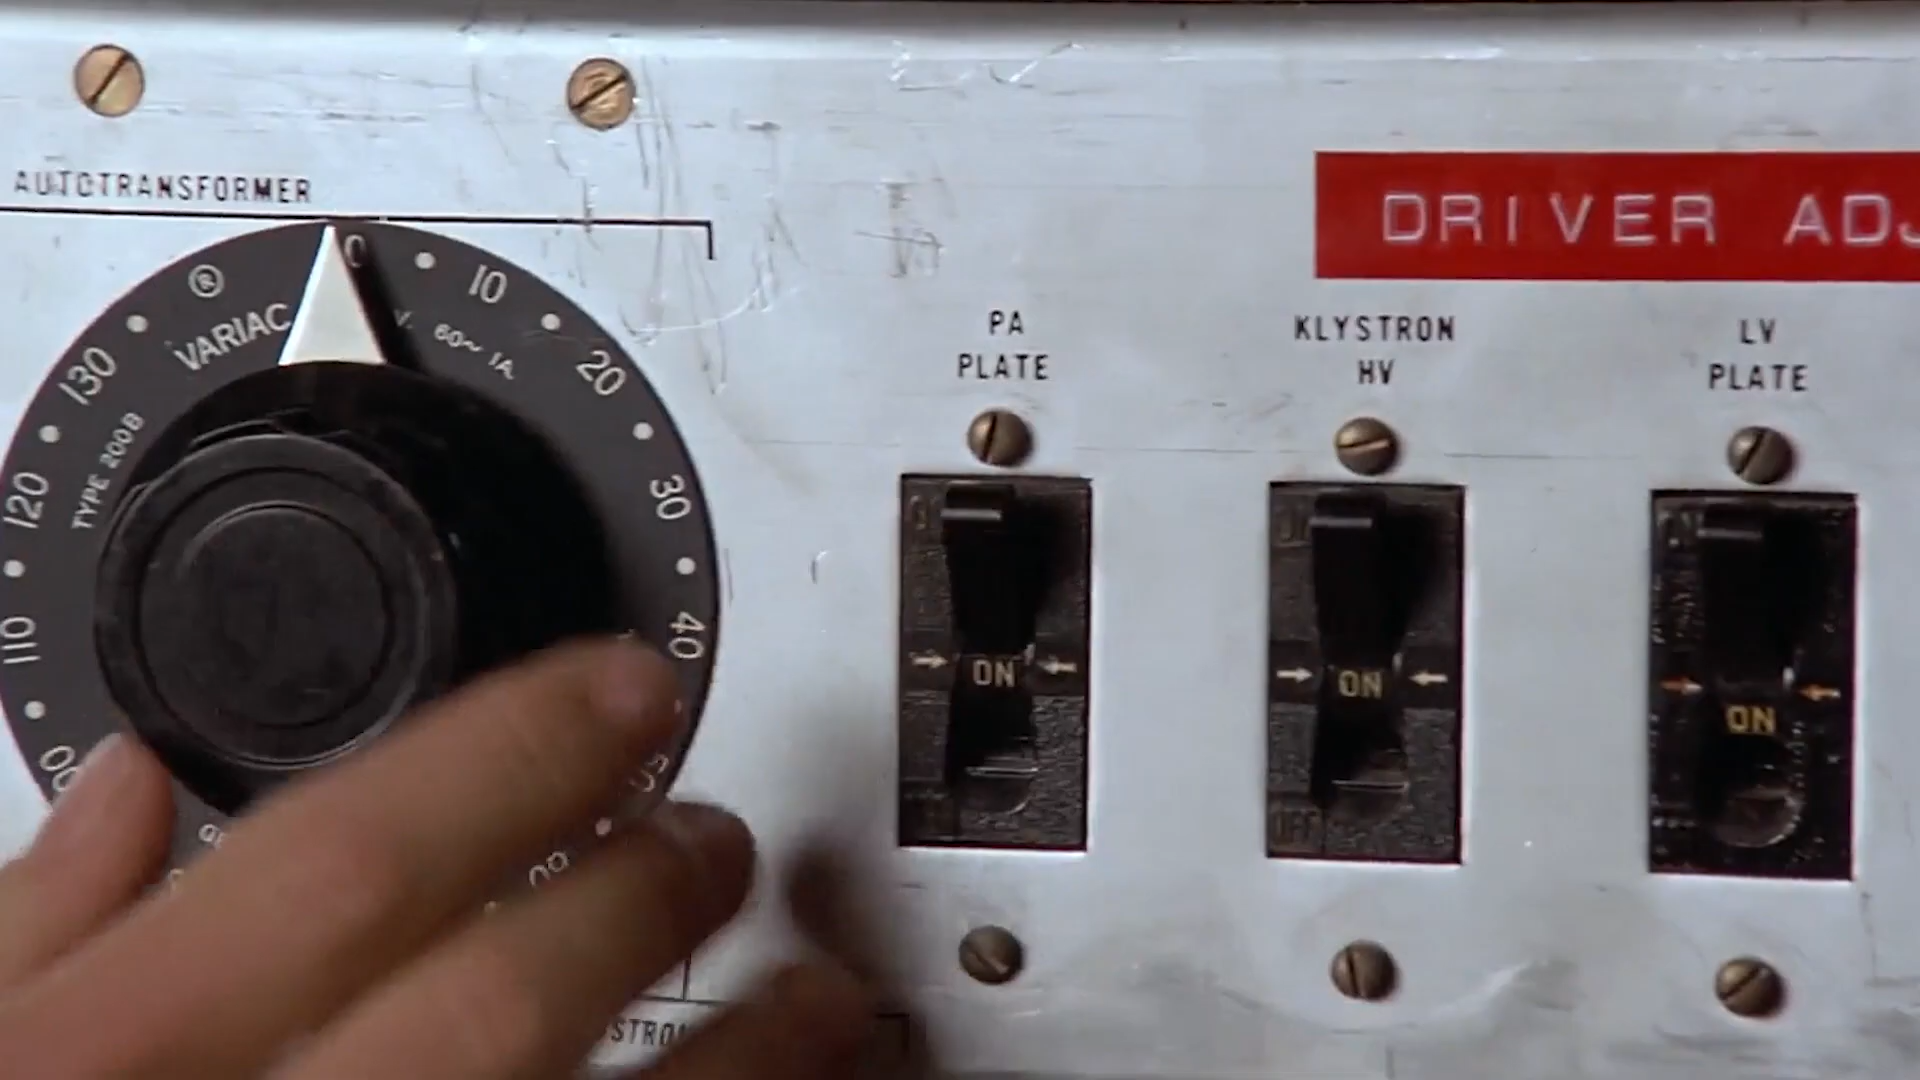 AUTOTRANSFORMER
DRIVER ADJ
0
10
20
30
40
110
120
130
®
VARIAC
V. 60~ 1A.
TYPE 200B
PA
PLATE
KLYSTRON
HV
LV
PLATE
ON
ON
ON
OFF